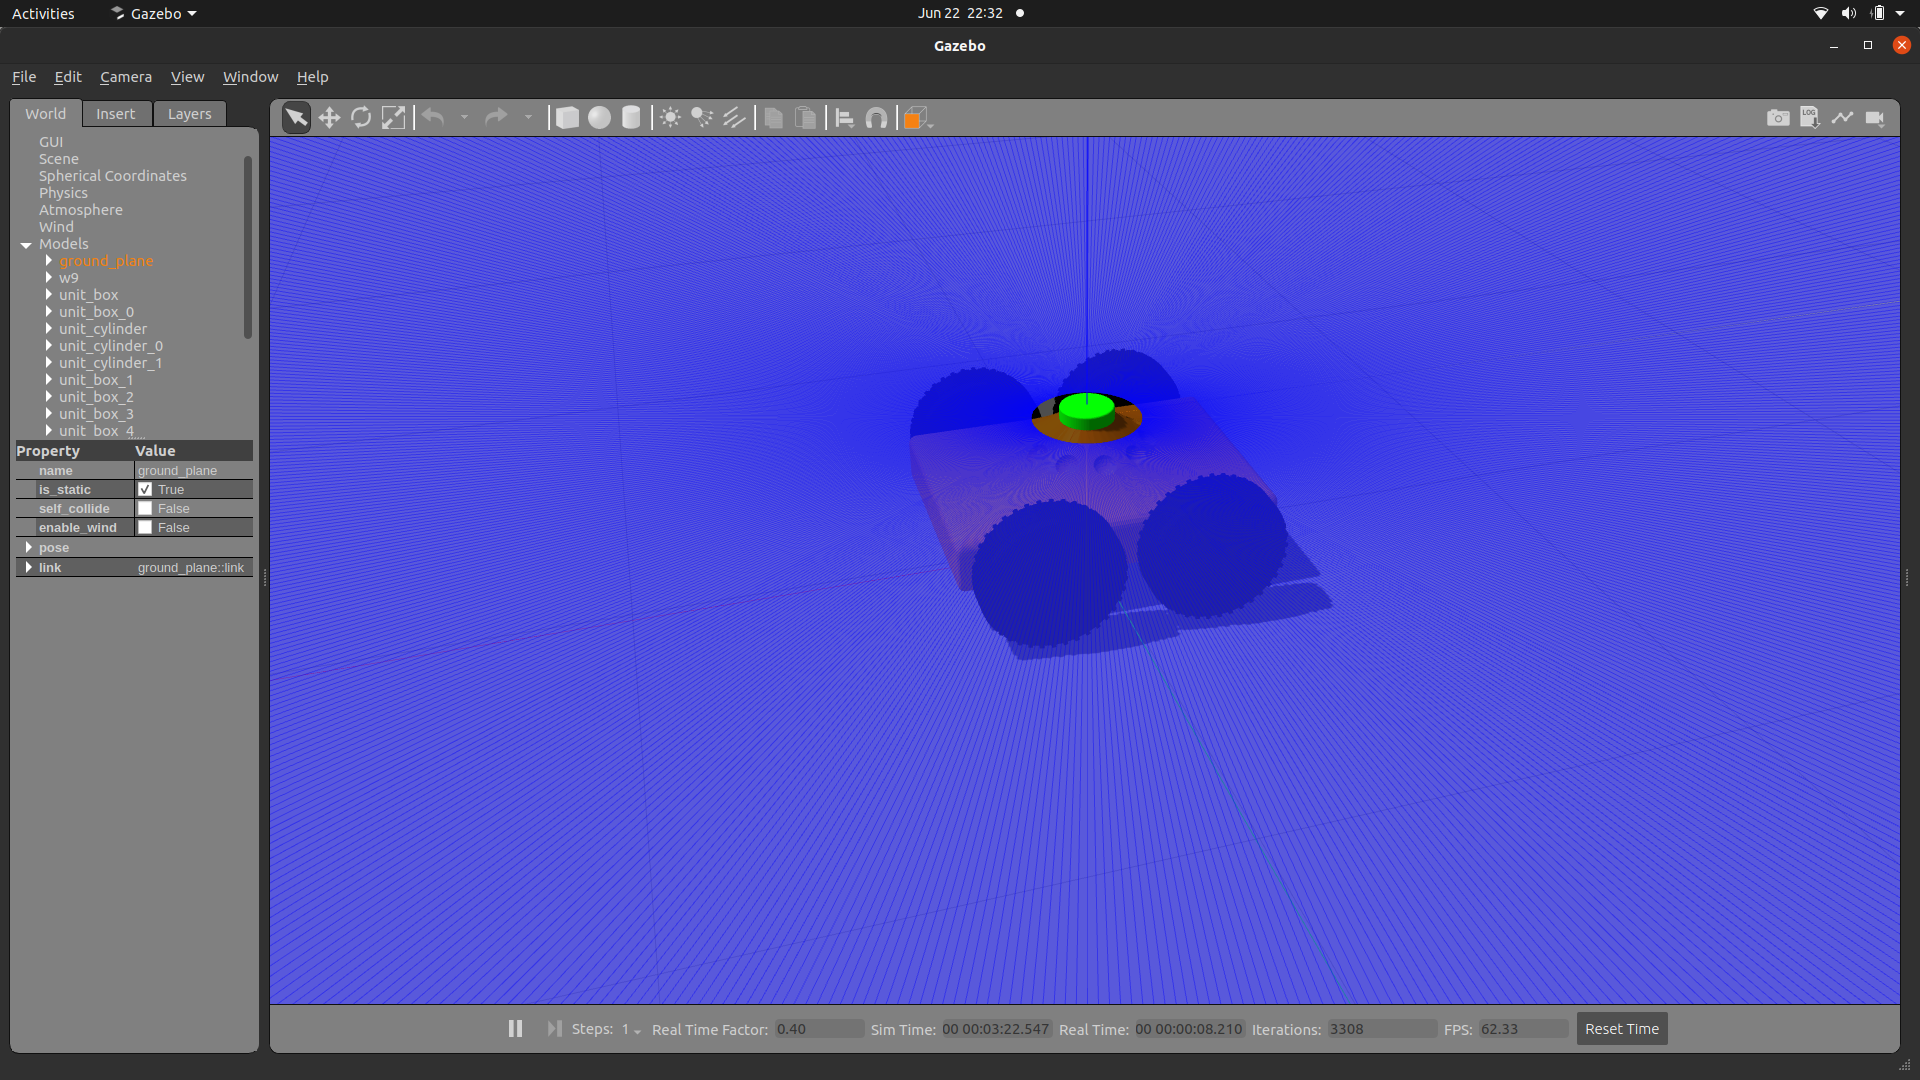 Activities Gazebo Jun 22 22:32
Gazebo
File Edit Camera View Window Help
World Insert Layers
LOG
GUI
Scene
Spherical Coordinates
Physics
Atmosphere
Wind
Models
ground_plane
w9
unit_box
unit_box_0
unit_cylinder
unit_cylinder_0
unit_cylinder_1
unit_box_1
unit_box_2
unit_box_3
unit_box_4
Property Value
name ground_plane
is_static True
self_collide False
enable_wind False
pose
link ground_plane::link
Steps: 1 Real Time Factor: 0.40 Sim Time: 00 00:03:22.547 Real Time: 00 00:00:08.210 Iterations: 3308 FPS: 62.33 Reset Time